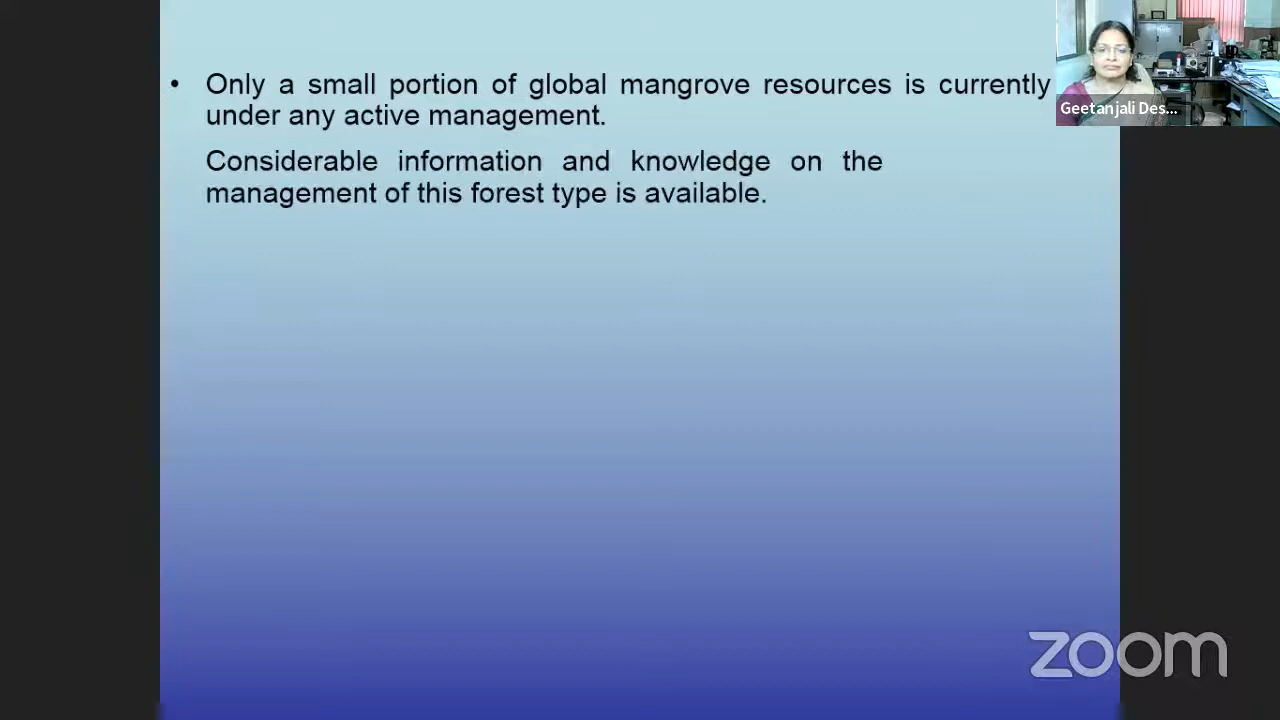 • Only a small portion of global mangrove resources is currently
under any active management.
Considerable information and knowledge on the
management of this forest type is available.
Geetanjali Des...
zoom